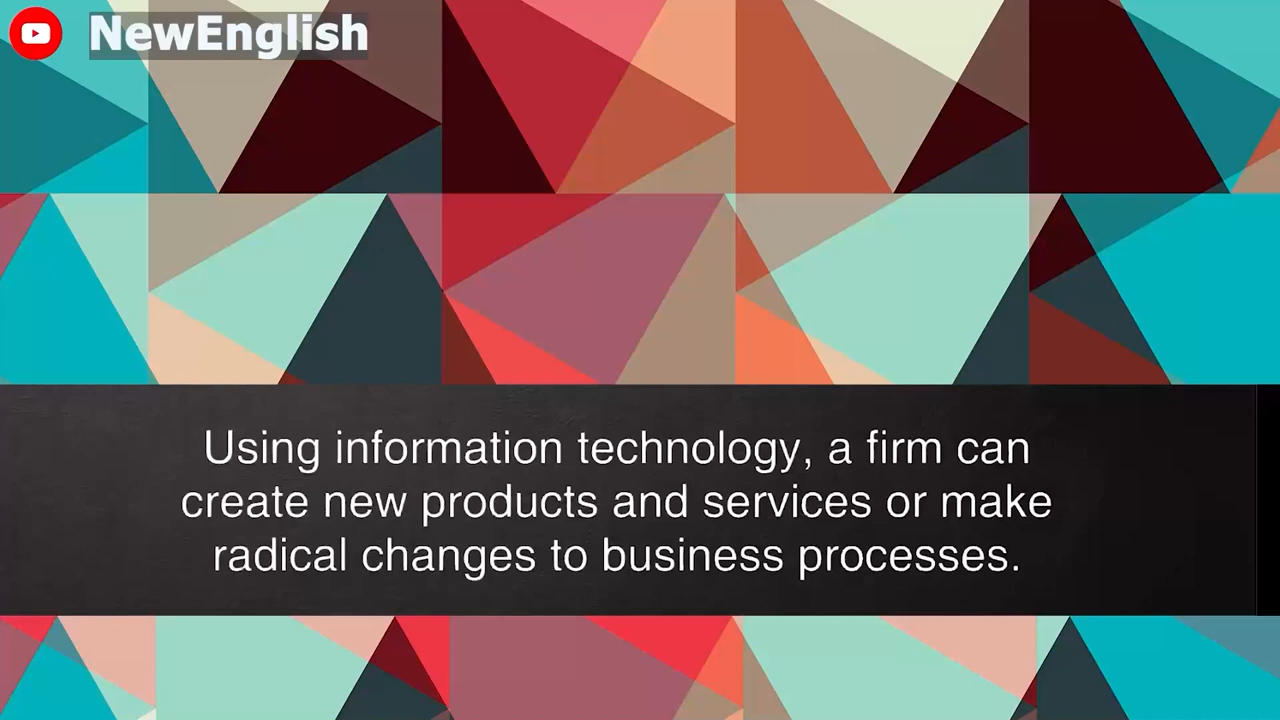 NewEnglish
Using information technology, a firm can
create new products and services or make
radical changes to business processes.